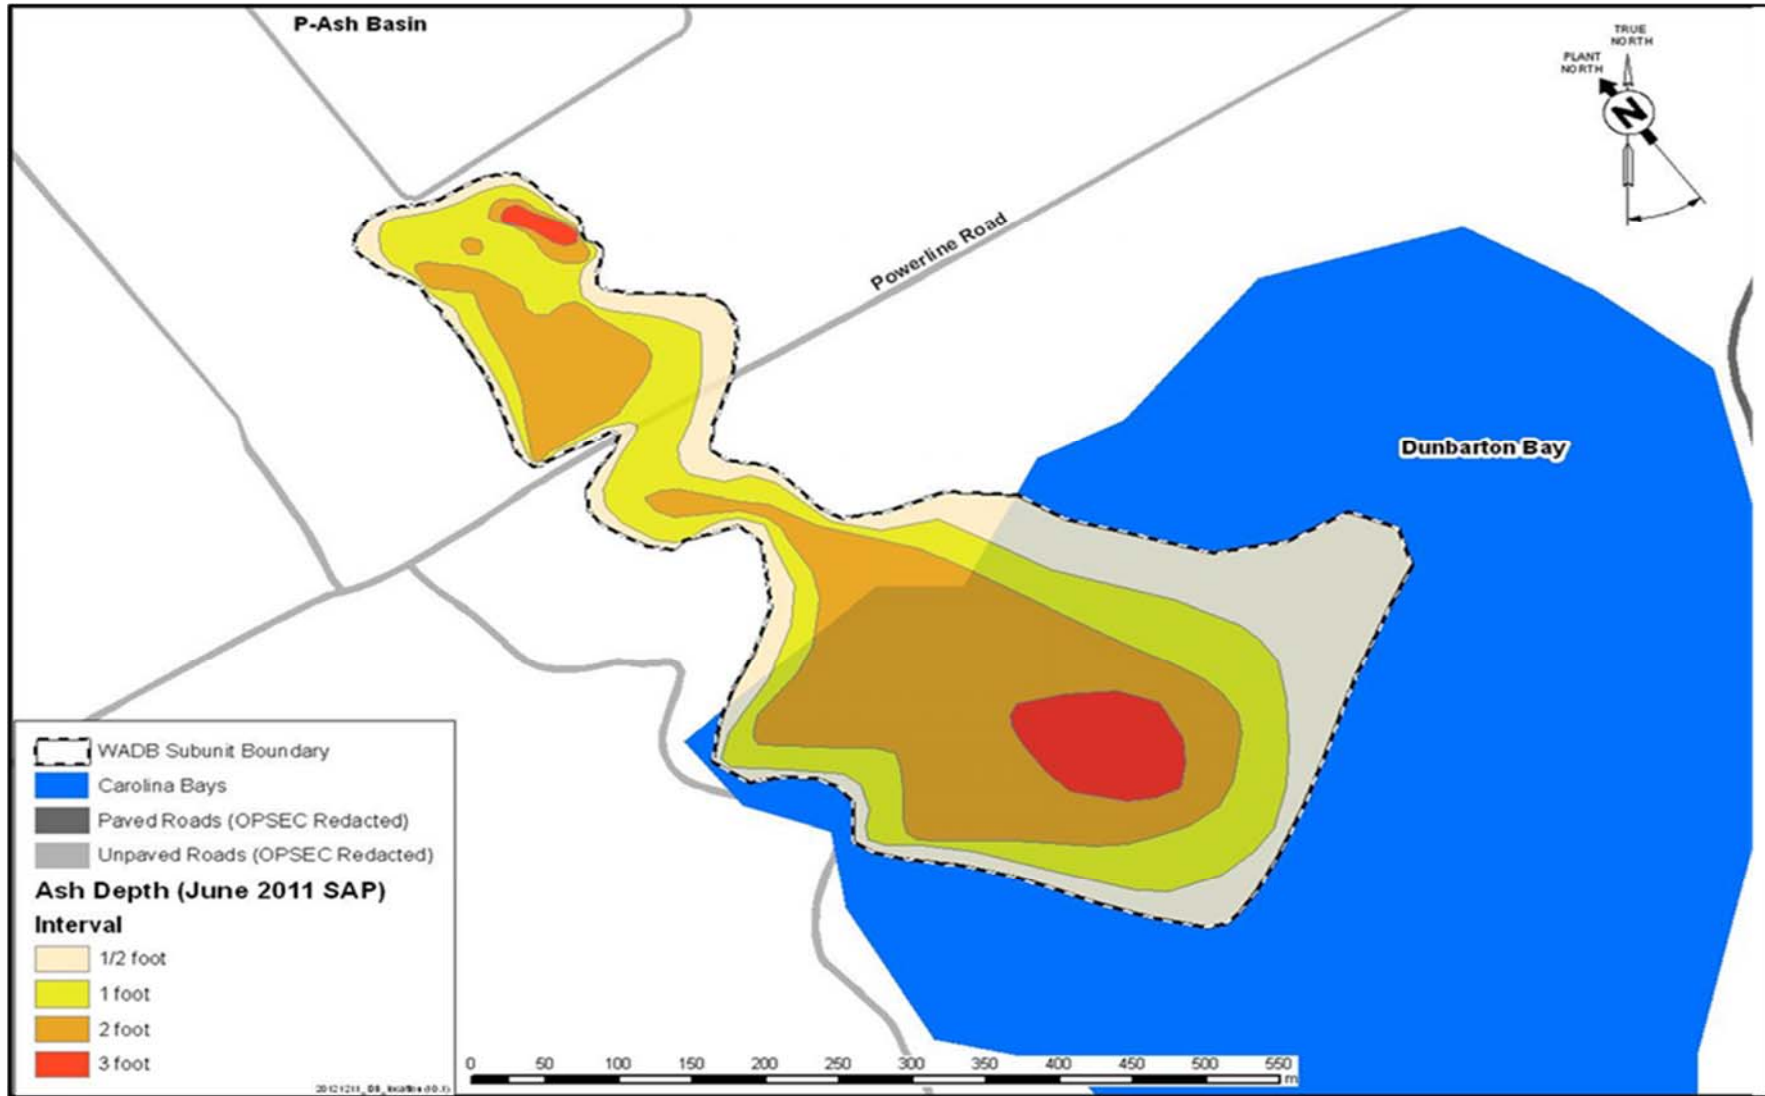 P-Ash Basin
TRUE
NORTH
PLANT
NORTH
N
Powerline Road
Dunbarton Bay
WADB Subunit Boundary
Carolina Bays
Paved Roads (OPSEC Redacted)
Unpaved Roads (OPSEC Redacted)
Ash Depth (June 2011 SAP)
Interval
1/2 foot
1 foot
2 foot
3 foot
0 50 100 150 200 250 300 350 400 450 500 550
m